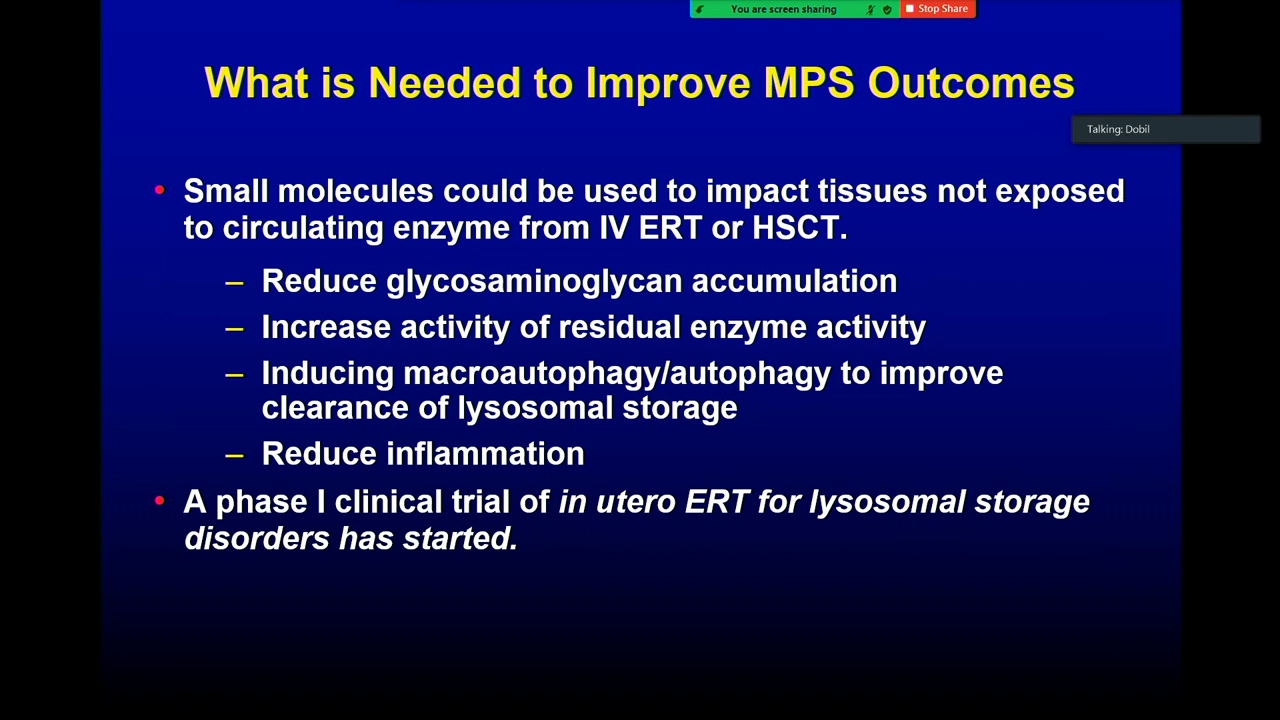 You are screen sharing
Stop Share
What is Needed to Improve MPS Outcomes
Talking: Dobil
• Small molecules could be used to impact tissues not exposed
to circulating enzyme from IV ERT or HSCT.
– Reduce glycosaminoglycan accumulation
– Increase activity of residual enzyme activity
– Inducing macroautophagy/autophagy to improve
clearance of lysosomal storage
– Reduce inflammation
• A phase I clinical trial of in utero ERT for lysosomal storage
disorders has started.